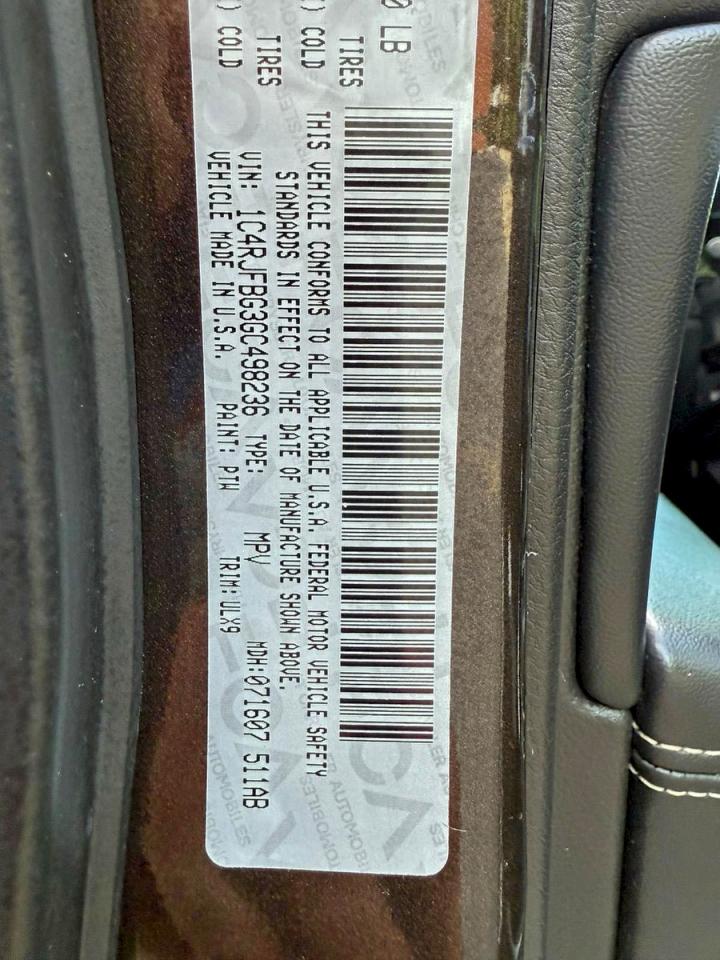 0 LB
TIRES
) COLD
TIRES
) COLD
THIS VEHICLE CONFORMS TO ALL APPLICABLE U.S.A. FEDERAL MOTOR VEHICLE SAFETY
STANDARDS IN EFFECT ON THE DATE OF MANUFACTURE SHOWN ABOVE.
VIN: 1C4RJFBG3GC498236 TYPE: MPV MDH:071607 511AB
VEHICLE MADE IN U.S.A. PAINT: PTW TRIM: ULX9